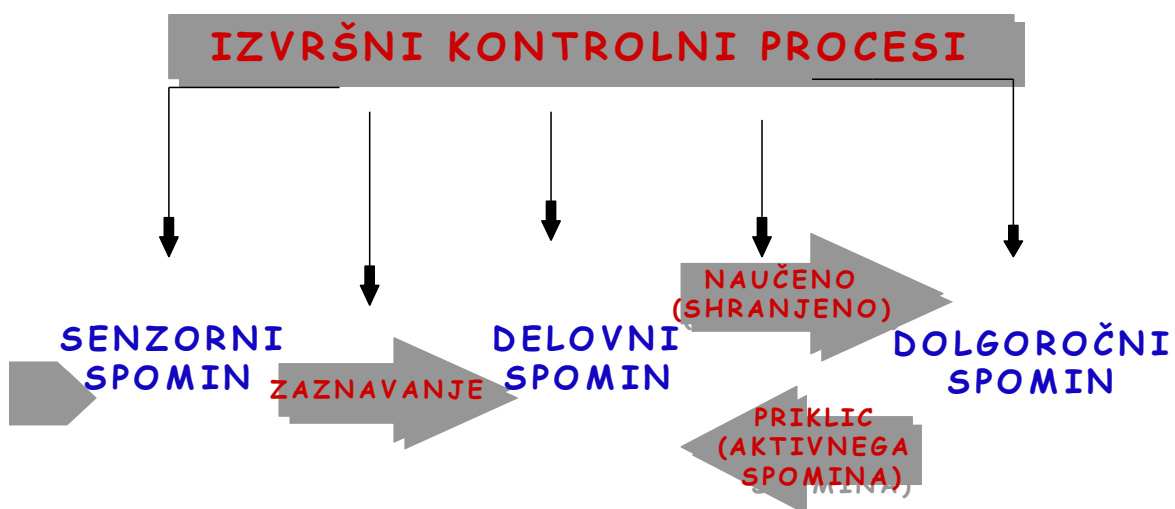 IZVRŠNI KONTROLNI PROCESI
SENZORNI
SPOMIN
ZAZNAVANJE
DELOVNI
SPOMIN
NAUČENO
(SHRANJENO)
DOLGOROČNI
SPOMIN
PRIKLIC
(AKTIVNEGA
SPOMINA)